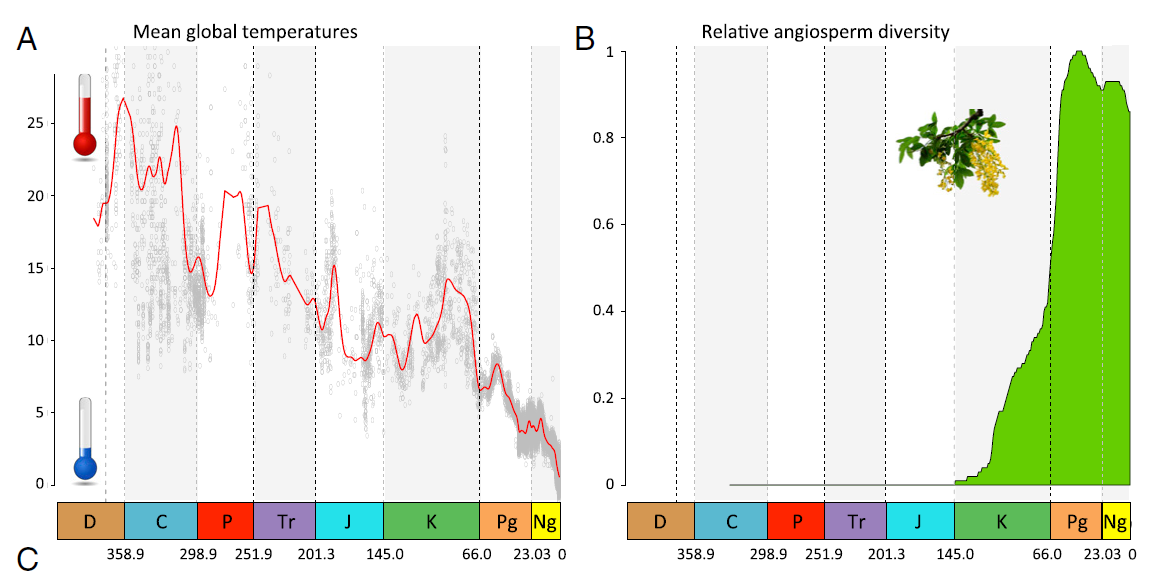 A
Mean global temperatures
25
20
15
10
5
0
D C P Tr J K Pg Ng
358.9 298.9 251.9 201.3 145.0 66.0 23.03 0
B
Relative angiosperm diversity
1
0.8
0.6
0.4
0.2
0
D C P Tr J K Pg Ng
358.9 298.9 251.9 201.3 145.0 66.0 23.03 0
C